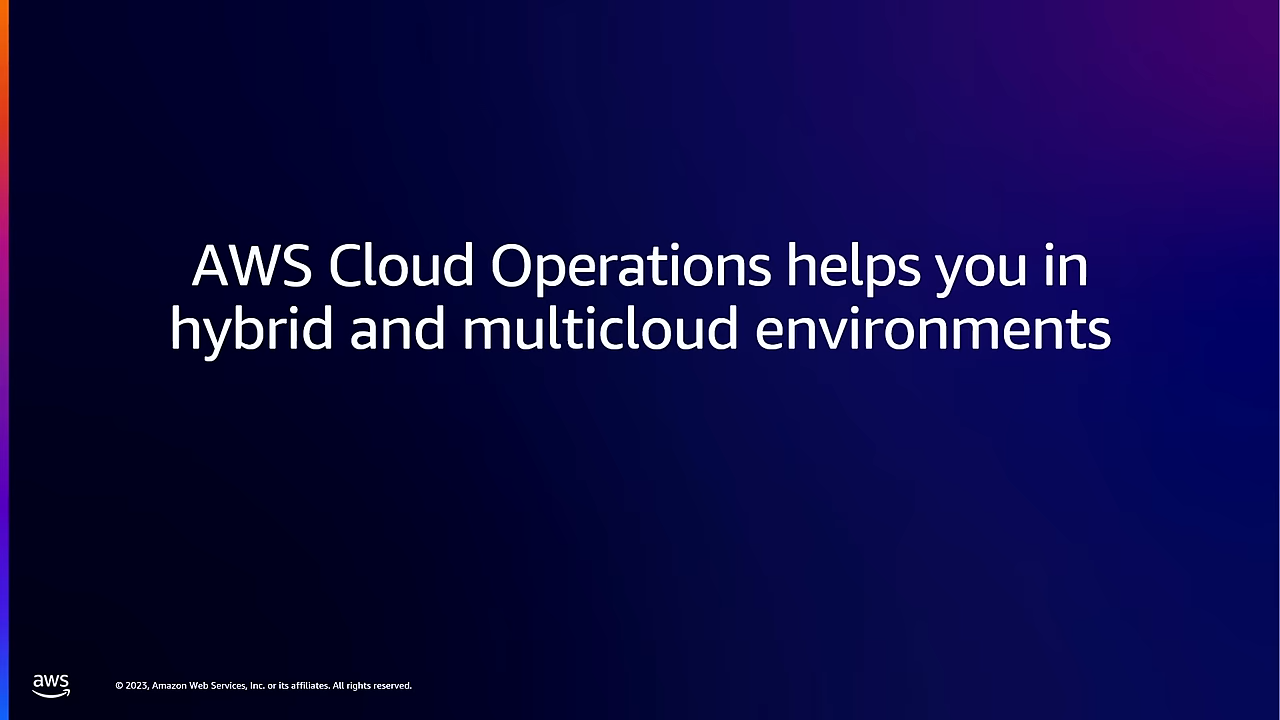 AWS Cloud Operations helps you in
hybrid and multicloud environments
aws
© 2023, Amazon Web Services, Inc. or its affiliates. All rights reserved.